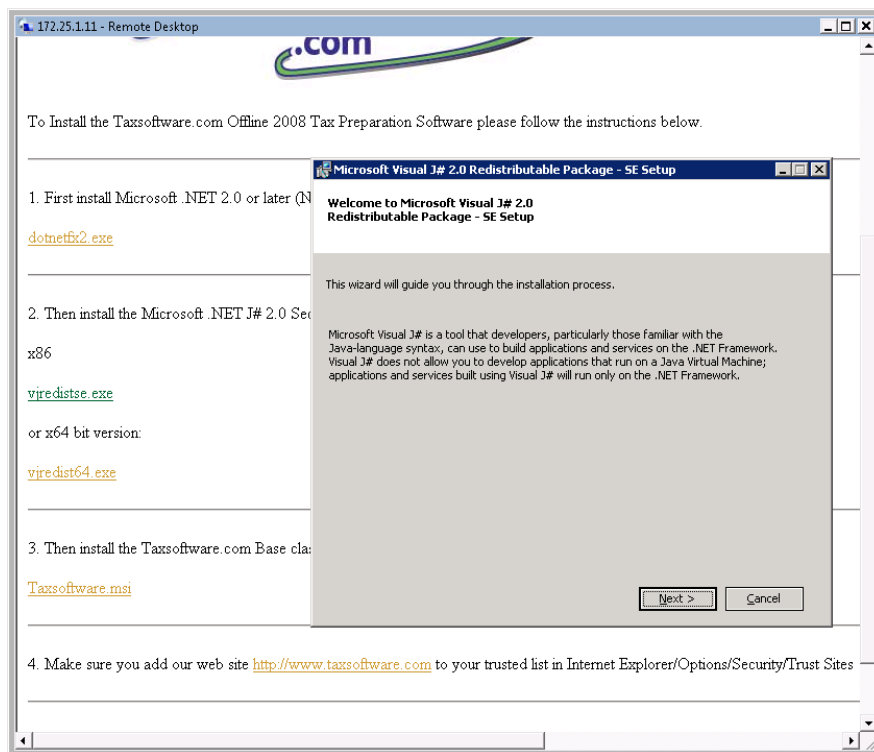 172.25.1.11 - Remote Desktop
.com
To Install the Taxsoftware.com Offline 2008 Tax Preparation Software please follow the instructions below.
1. First install Microsoft .NET 2.0 or later (N
dotnetfx2.exe
2. Then install the Microsoft .NET J# 2.0 Sec
x86
vjredistse.exe
or x64 bit version:
vjredist64.exe
3. Then install the Taxsoftware.com Base cla
Taxsoftware.msi
4. Make sure you add our web site http://www.taxsoftware.com to your trusted list in Internet Explorer/Options/Security/Trust Sites
Microsoft Visual J# 2.0 Redistributable Package - SE Setup
Welcome to Microsoft Visual J# 2.0
Redistributable Package - SE Setup
This wizard will guide you through the installation process.
Microsoft Visual J# is a tool that developers, particularly those familiar with the
Java-language syntax, can use to build applications and services on the .NET Framework.
Visual J# does not allow you to develop applications that run on a Java Virtual Machine;
applications and services built using Visual J# will run only on the .NET Framework.
Next >
Cancel